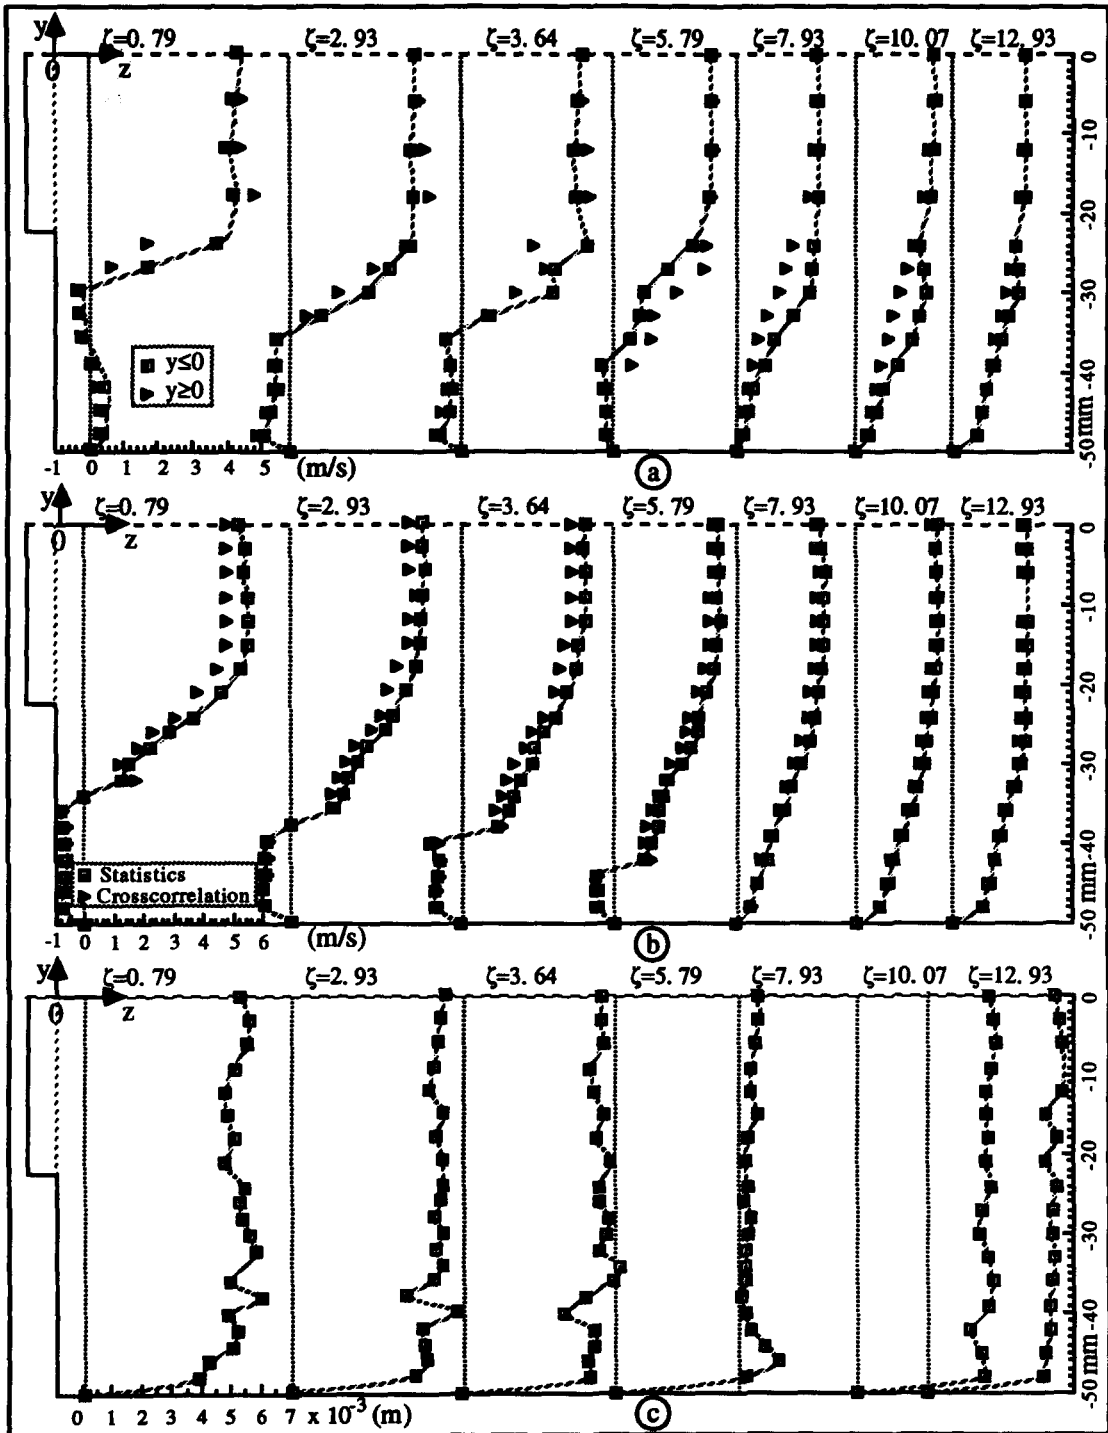 y
ζ=0. 79 ζ=2. 93 ζ=3. 64 ζ=5. 79 ζ=7. 93 ζ=10. 07 ζ=12. 93
0 z 0
-10
-20
-30
-40
-50 mm
y≤0
y≥0
-1 0 1 2 3 4 5 (m/s)
a
y
ζ=0. 79 ζ=2. 93 ζ=3. 64 ζ=5. 79 ζ=7. 93 ζ=10. 07 ζ=12. 93
0 z 0
-10
-20
-30
-40
-50 mm
Statistics
Crosscorrelation
-1 0 1 2 3 4 5 6 (m/s)
b
y
ζ=0. 79 ζ=2. 93 ζ=3. 64 ζ=5. 79 ζ=7. 93 ζ=10. 07 ζ=12. 93
0 z 0
-10
-20
-30
-40
-50 mm
0 1 2 3 4 5 6 7 x 10⁻³ (m)
c